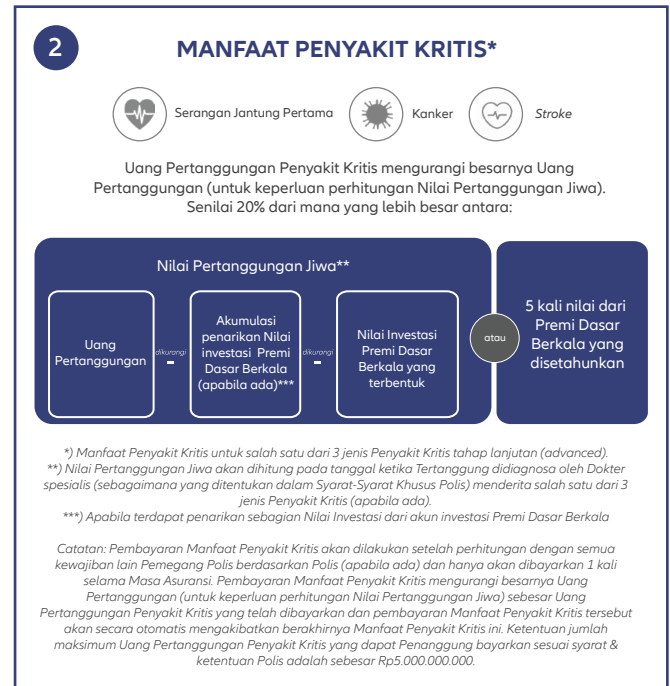 2
MANFAAT PENYAKIT KRITIS*
Serangan Jantung Pertama
Kanker
Stroke
Uang Pertanggungan Penyakit Kritis mengurangi besarnya Uang
Pertanggungan (untuk keperluan perhitungan Nilai Pertanggungan Jiwa).
Senilai 20% dari mana yang lebih besar antara:
Nilai Pertanggungan Jiwa**
Uang
Pertanggungan
dikurangi
-
Akumulasi
penarikan Nilai
investasi Premi
Dasar Berkala
(apabila ada)***
dikurangi
-
Nilai Investasi
Premi Dasar
Berkala yang
terbentuk
atau
5 kali nilai dari
Premi Dasar
Berkala yang
disetahunkan
*) Manfaat Penyakit Kritis untuk salah satu dari 3 jenis Penyakit Kritis tahap lanjutan (advanced).
**) Nilai Pertanggungan Jiwa akan dihitung pada tanggal ketika Tertanggung didiagnosa oleh Dokter
spesialis (sebagaimana yang ditentukan dalam Syarat-Syarat Khusus Polis) menderita salah satu dari 3
jenis Penyakit Kritis (apabila ada).
***) Apabila terdapat penarikan sebagian Nilai Investasi dari akun investasi Premi Dasar Berkala
Catatan: Pembayaran Manfaat Penyakit Kritis akan dilakukan setelah perhitungan dengan semua
kewajiban lain Pemegang Polis berdasarkan Polis (apabila ada) dan hanya akan dibayarkan 1 kali
selama Masa Asuransi. Pembayaran Manfaat Penyakit Kritis mengurangi besarnya Uang
Pertanggungan (untuk keperluan perhitungan Nilai Pertanggungan Jiwa) sebesar Uang
Pertanggungan Penyakit Kritis yang telah dibayarkan dan pembayaran Manfaat Penyakit Kritis tersebut
akan secara otomatis mengakibatkan berakhirnya Manfaat Penyakit Kritis ini. Ketentuan jumlah
maksimum Uang Pertanggungan Penyakit Kritis yang dapat Penanggung bayarkan sesuai syarat &
ketentuan Polis adalah sebesar Rp5.000.000.000.